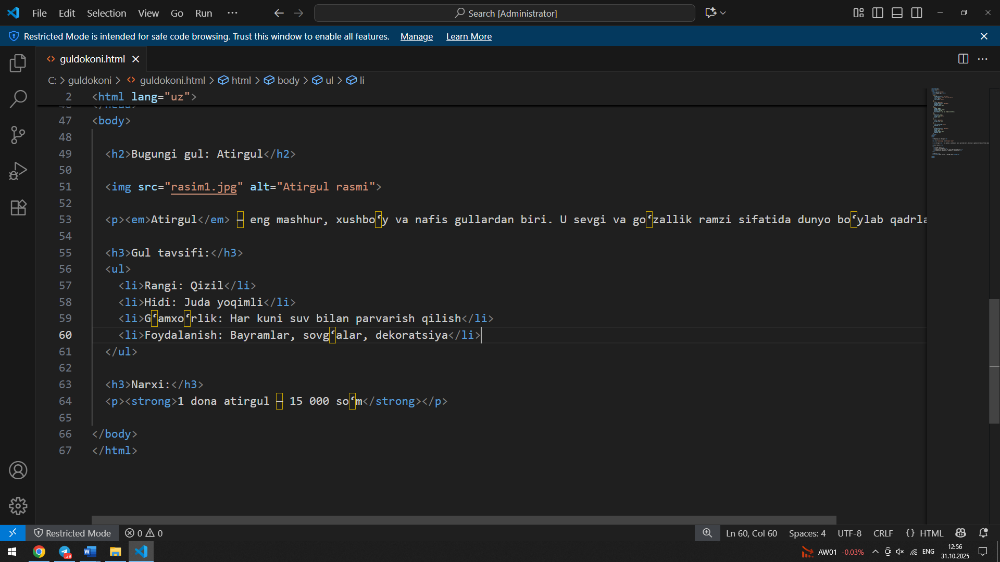 File Edit Selection View Go Run ··· Search [Administrator]
Restricted Mode is intended for safe code browsing. Trust this window to enable all features. Manage Learn More
guldokoni.html
C: > guldokoni > guldokoni.html > html > body > ul > li
2 <html lang="uz">
47 <body>
48
49 <h2>Bugungi gul: Atirgul</h2>
50
51 <img src="rasim1.jpg" alt="Atirgul rasmi">
52
53 <p><em>Atirgul</em> – eng mashhur, xushbo‘y va nafis gullardan biri. U sevgi va go‘zallik ramzi sifatida dunyo bo‘ylab qadrla
54
55 <h3>Gul tavsifi:</h3>
56 <ul>
57 <li>Rangi: Qizil</li>
58 <li>Hidi: Juda yoqimli</li>
59 <li>G‘amxo‘rlik: Har kuni suv bilan parvarish qilish</li>
60 <li>Foydalanish: Bayramlar, sovg‘alar, dekoratsiya</li>
61 </ul>
62
63 <h3>Narxi:</h3>
64 <p><strong>1 dona atirgul – 15 000 so‘m</strong></p>
65
66 </body>
67 </html>
Restricted Mode 0 0 Ln 60, Col 60 Spaces: 4 UTF-8 CRLF {} HTML
39 W AW01 -0.03% ENG 12:56
31.10.2025